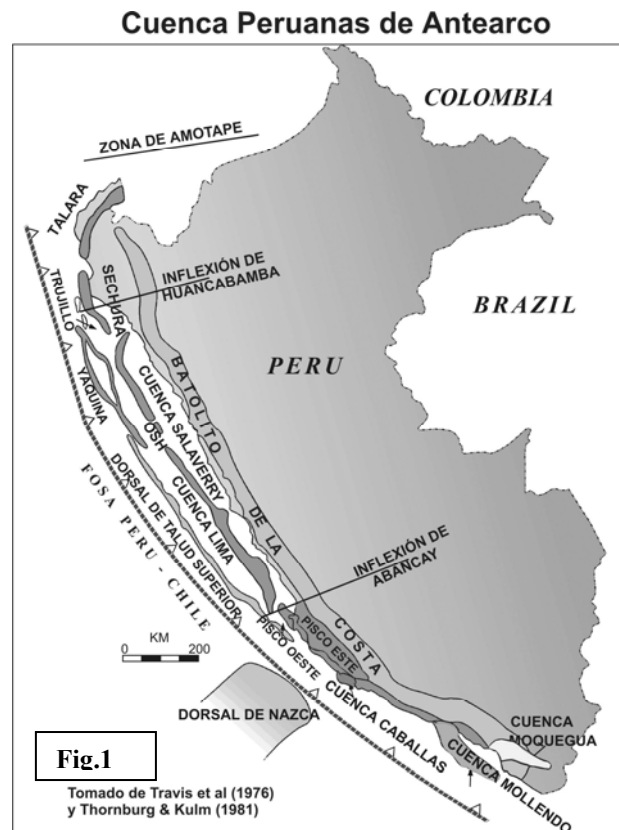 Cuenca Peruanas de Antearco
COLOMBIA
ZONA DE AMOTAPE
TALARA
INFLEXIÓN DE
HUANCABAMBA
SECHURA
TRUJILLO
BRAZIL
PERU
YAQUINA
BATOLITO DE LA COSTA
CUENCA SALAVERRY
OSH
CUENCA LIMA
DORSAL DE TALUD SUPERIOR
FOSA PERU - CHILE
INFLEXIÓN DE
ABANCAY
KM
0 200
PISCO OESTE
PISCO ESTE
DORSAL DE NAZCA
CUENCA CABALLAS
CUENCA
MOQUEGUA
CUENCA MOLLENDO
Fig.1
Tomado de Travis et al (1976)
y Thornburg & Kulm (1981)